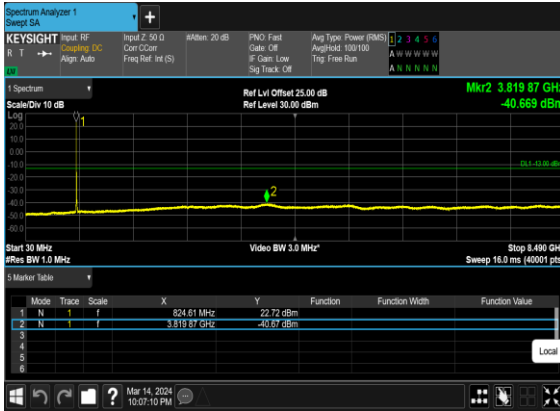 Spectrum Analyzer 1
Swept SA
+
KEYSIGHT Input: RF Input Z: 50 Ω #Atten: 20 dB PNO: Fast Avg Type: Power (RMS) 1 2 3 4 5 6
R T Coupling: DC Corr CCorr Gate: Off Avg|Hold: 100/100 A W W W W W
Align: Auto Freq Ref: Int (S) IF Gain: Low Trig: Free Run
Sig Track: Off A N N N N N
1 Spectrum Ref Lvl Offset 25.00 dB Mkr2 3.819 87 GHz
Scale/Div 10 dB Ref Level 30.00 dBm -40.669 dBm
Log
1
20.0
10.0
0.00
-10.0
DL1 -13.00 dBm
-20.0
-30.0
2
-40.0
-50.0
-60.0
Start 30 MHz Video BW 3.0 MHz* Stop 8.490 GH
#Res BW 1.0 MHz Sweep 16.0 ms (40001 pts
5 Marker Table
Mode Trace Scale X Y Function Function Width Function Value
1 N 1 f 824.61 MHz 22.72 dBm
2 N 1 f 3.819 87 GHz -40.67 dBm
3
4
5
6
Local
? Mar 14, 2024
10:07:10 PM